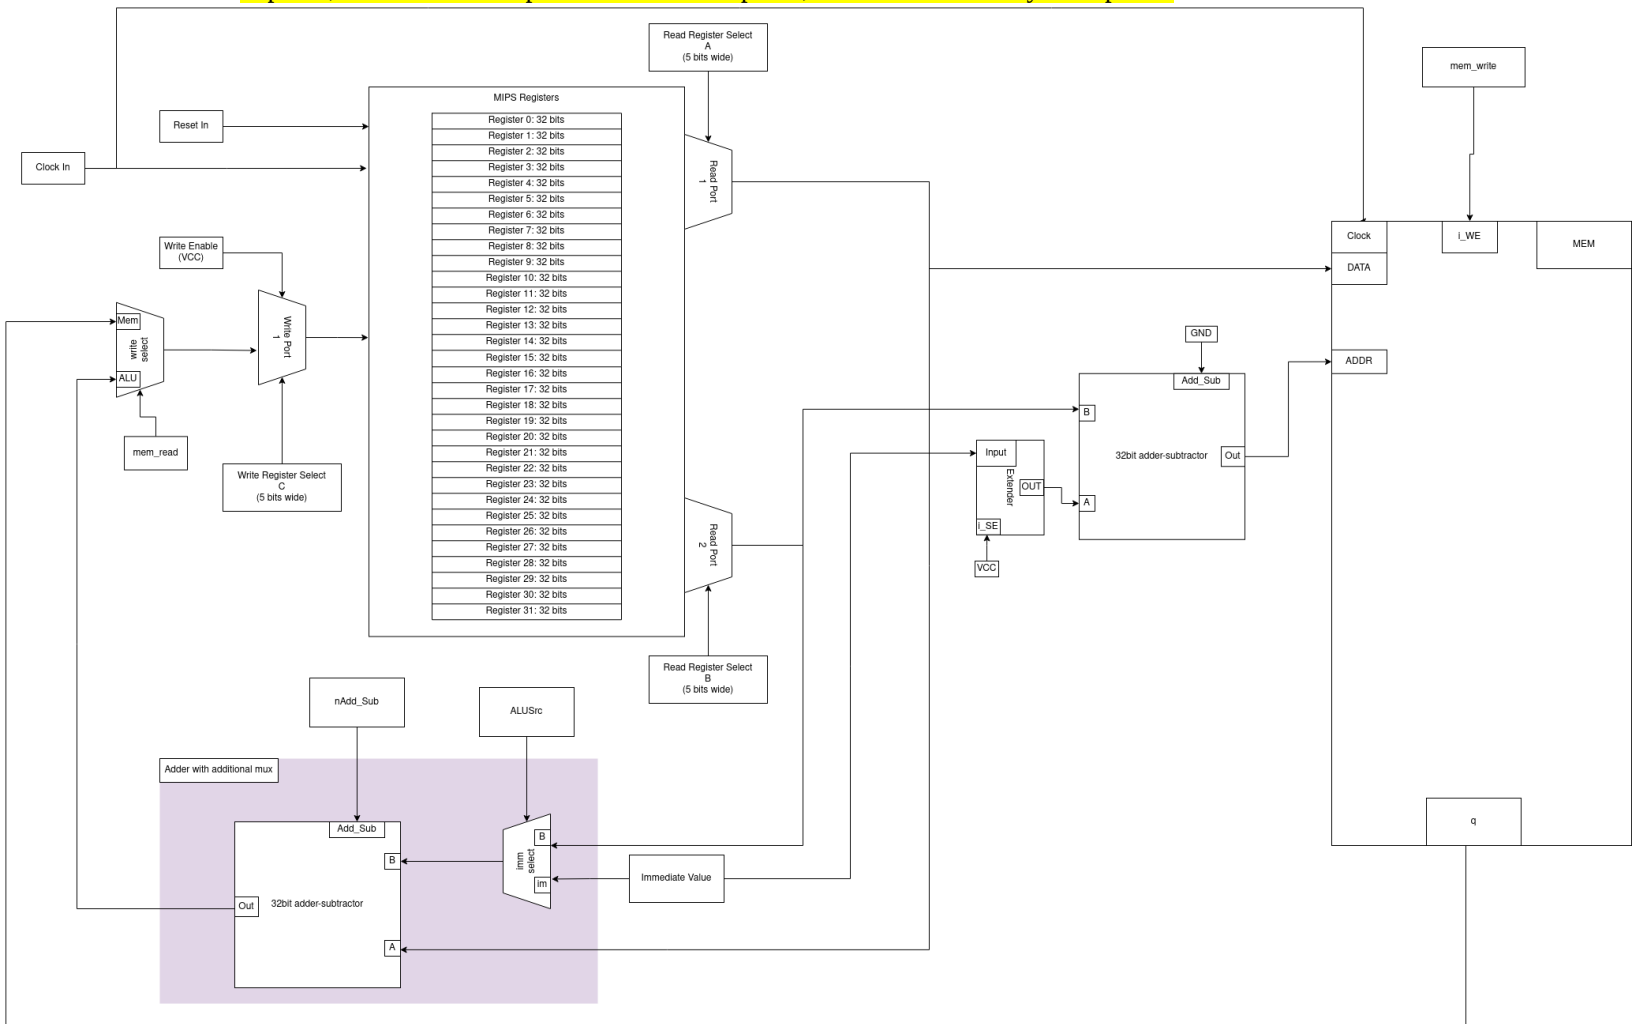 Read Register Select
A
(5 bits wide)
mem_write
MIPS Registers
Reset In
Clock In
Register 0: 32 bits
Register 1: 32 bits
Register 2: 32 bits
Register 3: 32 bits
Register 4: 32 bits
Register 5: 32 bits
Register 6: 32 bits
Register 7: 32 bits
Register 8: 32 bits
Register 9: 32 bits
Register 10: 32 bits
Register 11: 32 bits
Register 12: 32 bits
Register 13: 32 bits
Register 14: 32 bits
Register 15: 32 bits
Register 16: 32 bits
Register 17: 32 bits
Register 18: 32 bits
Register 19: 32 bits
Register 20: 32 bits
Register 21: 32 bits
Register 22: 32 bits
Register 23: 32 bits
Register 24: 32 bits
Register 25: 32 bits
Register 26: 32 bits
Register 27: 32 bits
Register 28: 32 bits
Register 29: 32 bits
Register 30: 32 bits
Register 31: 32 bits
Read Port
1
Clock
i_WE
MEM
DATA
ADDR
Write Enable
(VCC)
Mem
write
select
ALU
Write Port
1
mem_read
Write Register Select
C
(5 bits wide)
GND
Add_Sub
B
32bit adder-subtractor
Out
A
Input
Extender
OUT
i_SE
VCC
Read Port
2
Read Register Select
B
(5 bits wide)
nAdd_Sub
ALUSrc
Adder with additional mux
Add_Sub
B
32bit adder-subtractor
Out
A
B
imm
select
im
Immediate Value
q